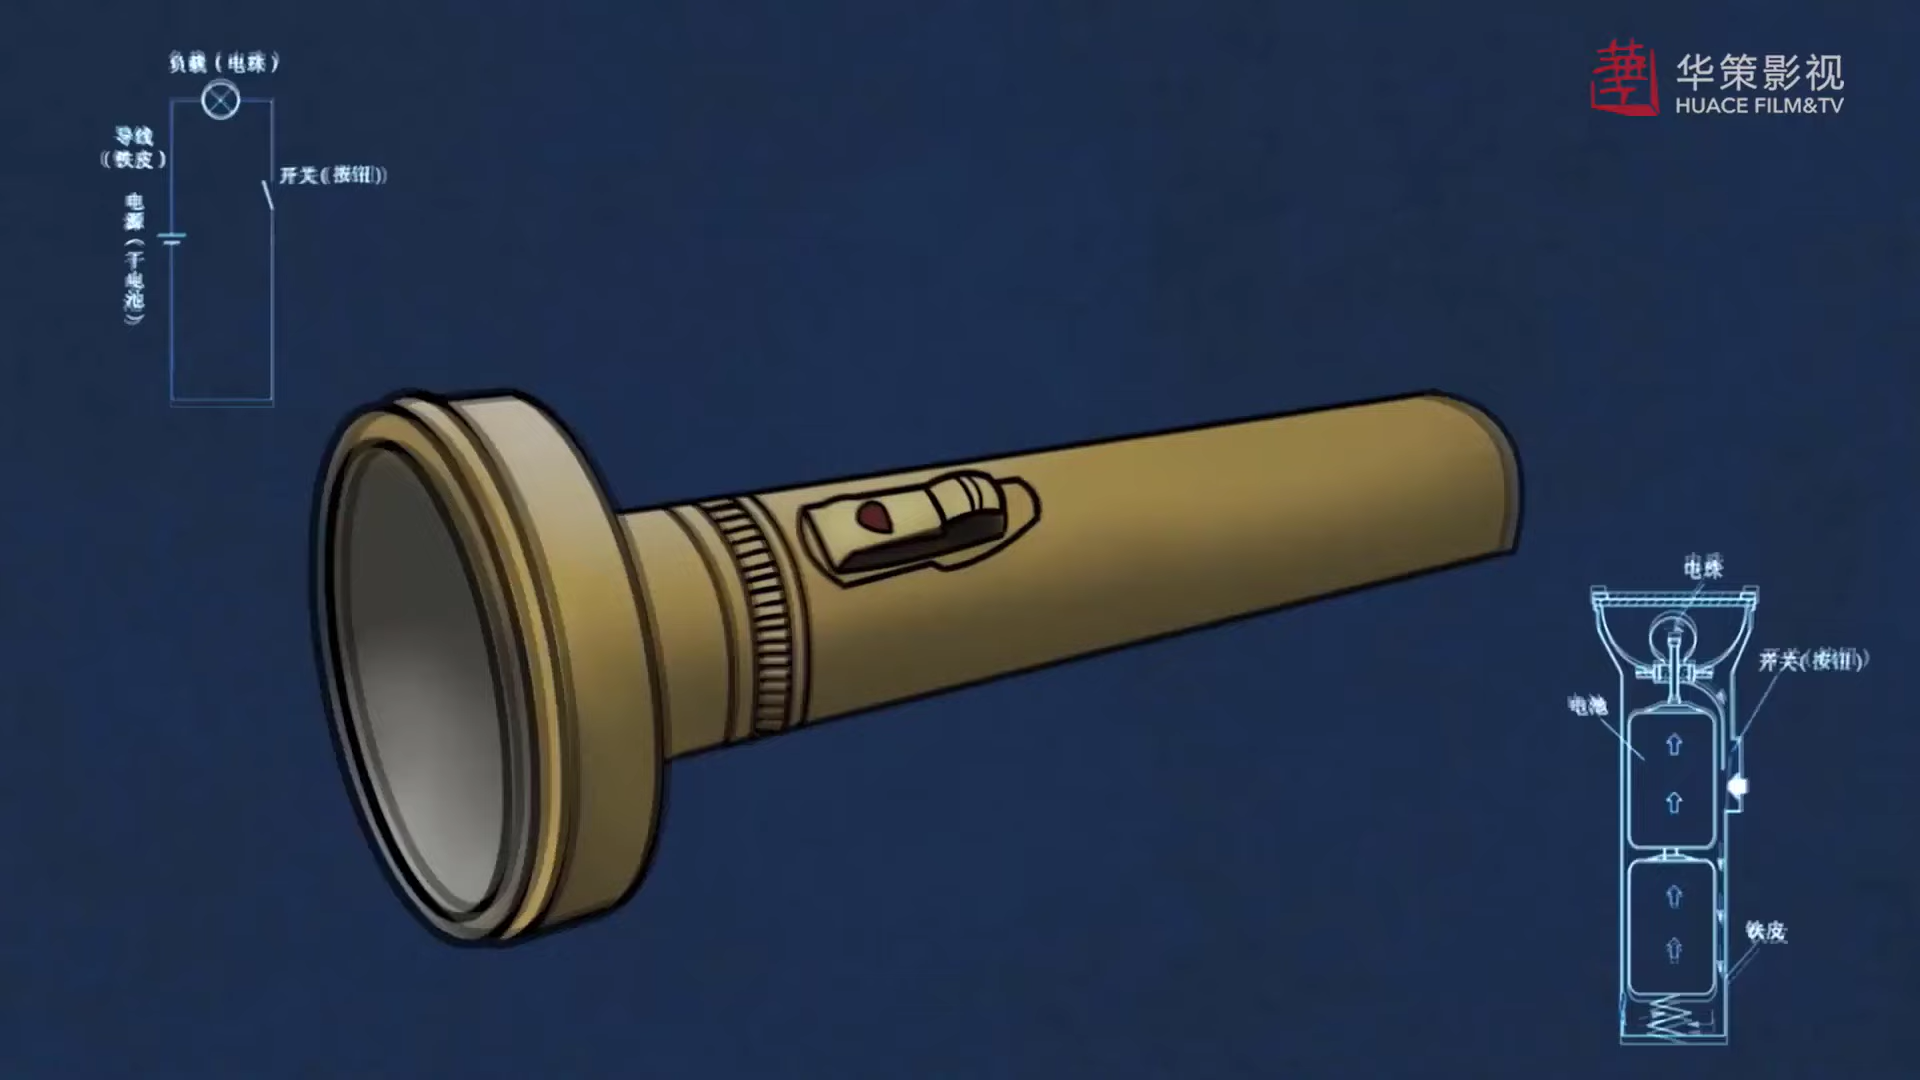 负载（电珠）
导线
（铁皮）
开关（按钮）
电源（干电池）
华策影视
HUACE FILM&TV
电珠
开关（按钮）
电池
铁皮